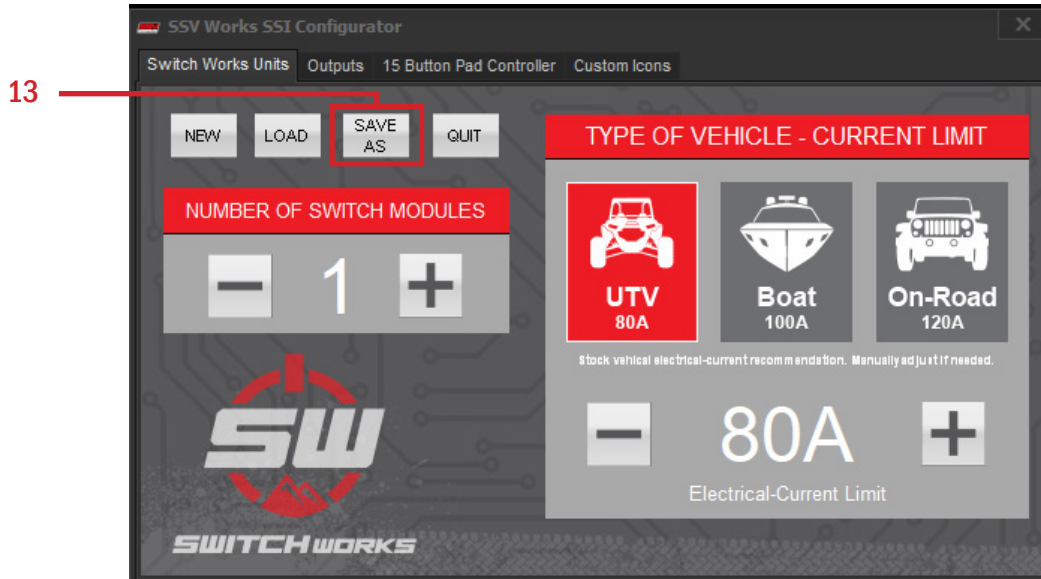 SSV Works SSI Configurator
X
Switch Works Units Outputs 15 Button Pad Controller Custom Icons
13
NEW LOAD SAVE AS QUIT
TYPE OF VEHICLE - CURRENT LIMIT
NUMBER OF SWITCH MODULES
1
UTV Boat On-Road
80A 100A 120A
Stock vehical electrical-current recommendation. Manually adjust if needed.
80A
Electrical-Current Limit
SW
SWITCH WORKS